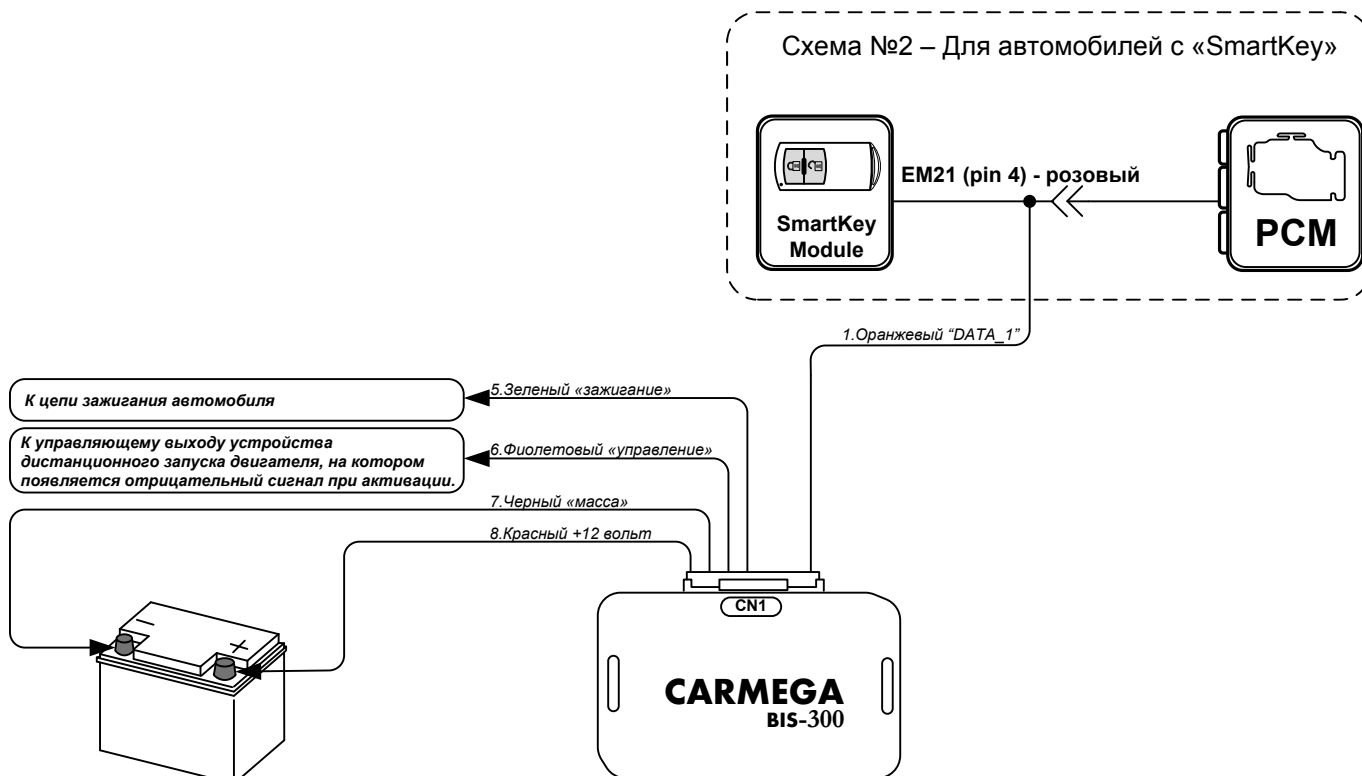 Схема №2 – Для автомобилей с «SmartKey»
EM21 (pin 4) - розовый
SmartKey
Module
PCM
1.Оранжевый “DATA_1”
5.Зеленый «зажигание»
К цепи зажигания автомобиля
К управляющему выходу устройства
дистанционного запуска двигателя, на котором
появляется отрицательный сигнал при активации.
6.Фиолетовый «управление»
7.Черный «масса»
8.Красный +12 вольт
CN1
CARMEGA
BIS-300